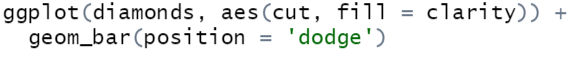 ggplot(diamonds, aes(cut, fill = clarity)) +
  geom_bar(position = 'dodge')